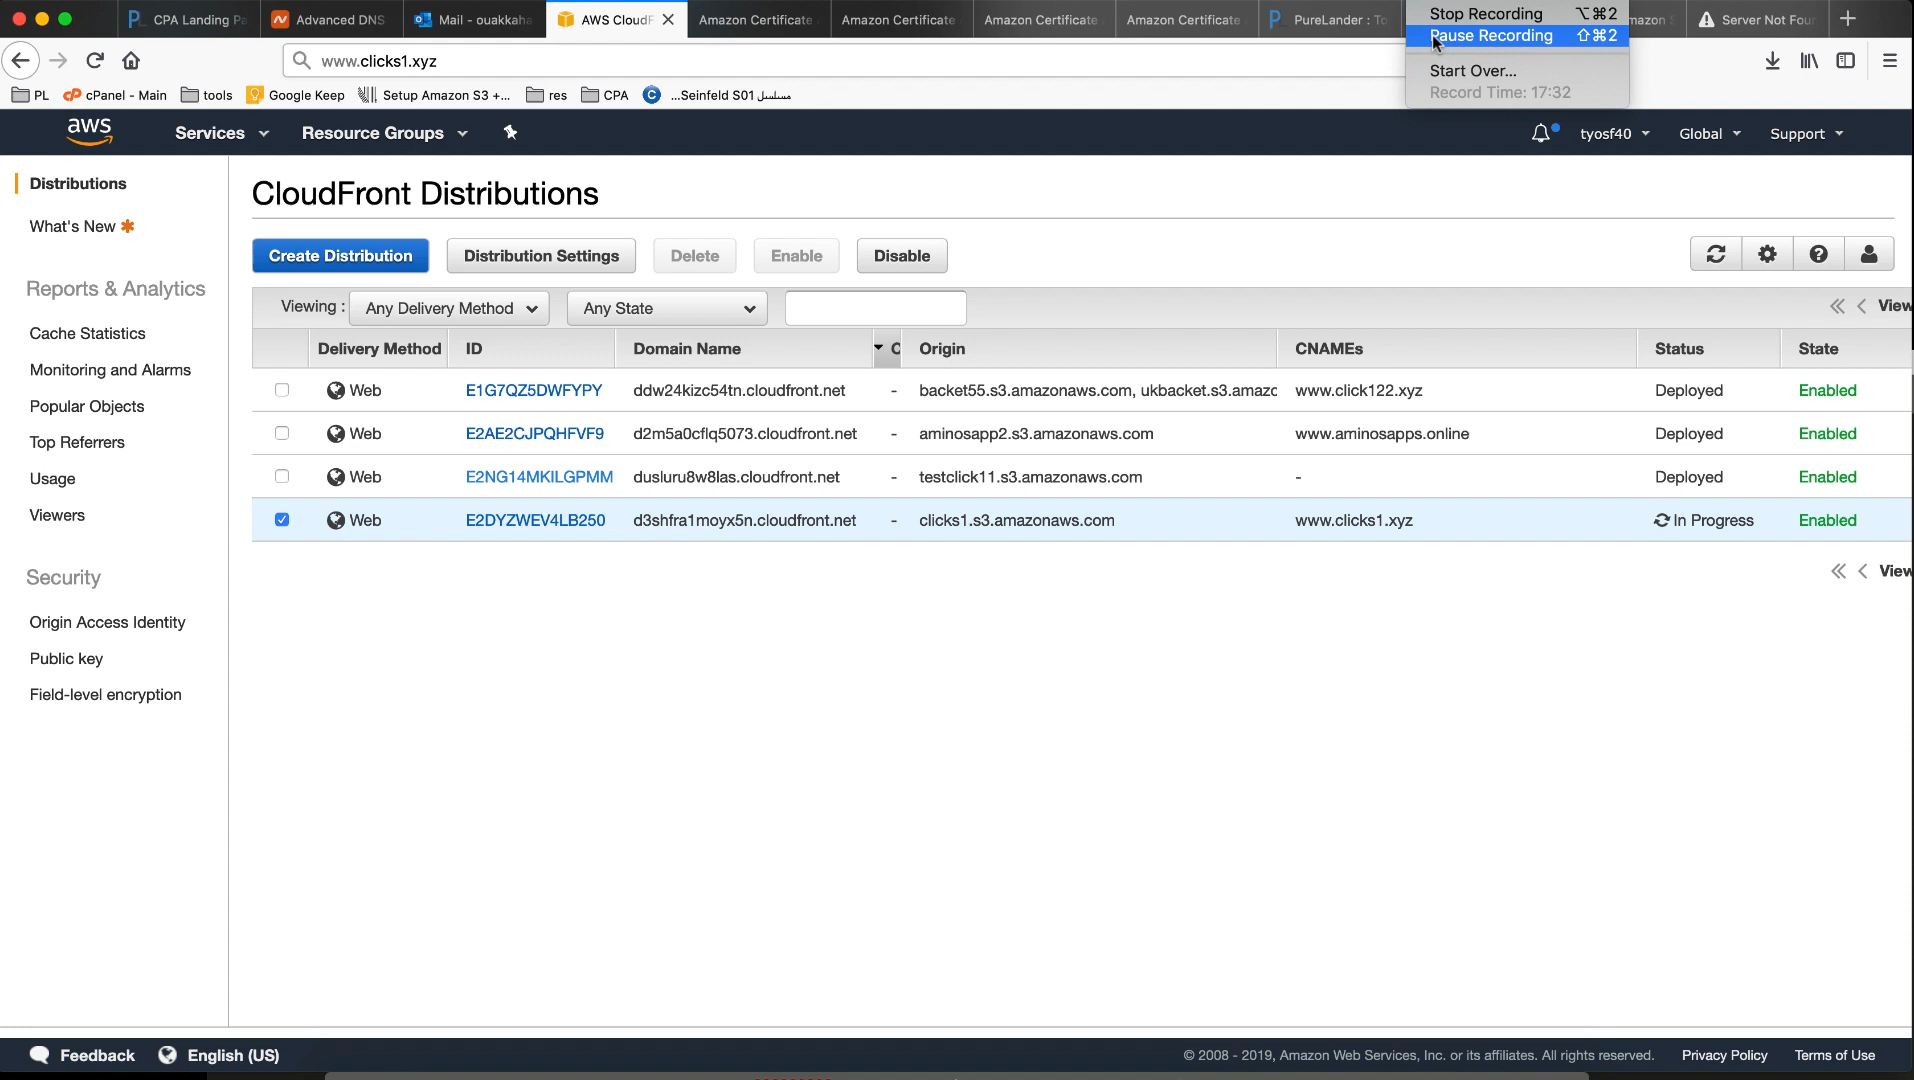 CPA Landing Pa
Advanced DNS
Mail - ouakkaha
AWS CloudF
Amazon Certificate
Amazon Certificate
Amazon Certificate
Amazon Certificate
PureLander : To
mazon S
Server Not Foun
Stop Recording ⌥⌘2
Pause Recording ⇧⌘2
Start Over...
Record Time: 17:32
www.clicks1.xyz
PL
cPanel - Main
tools
Google Keep
Setup Amazon S3 +...
res
CPA
...Seinfeld S01 مسلسل
aws
Services
Resource Groups
tyosf40
Global
Support
Distributions
What's New
Reports & Analytics
Cache Statistics
Monitoring and Alarms
Popular Objects
Top Referrers
Usage
Viewers
Security
Origin Access Identity
Public key
Field-level encryption
CloudFront Distributions
Create Distribution
Distribution Settings
Delete
Enable
Disable
Viewing : Any Delivery Method Any State
View
Delivery Method ID Domain Name C Origin CNAMEs Status State
Web E1G7QZ5DWFYPY ddw24kizc54tn.cloudfront.net - backet55.s3.amazonaws.com, ukbacket.s3.amazc www.click122.xyz Deployed Enabled
Web E2AE2CJPQHFVF9 d2m5a0cflq5073.cloudfront.net - aminosapp2.s3.amazonaws.com www.aminosapps.online Deployed Enabled
Web E2NG14MKILGPMM dusluru8w8las.cloudfront.net - testclick11.s3.amazonaws.com - Deployed Enabled
Web E2DYZWEV4LB250 d3shfra1moyx5n.cloudfront.net - clicks1.s3.amazonaws.com www.clicks1.xyz In Progress Enabled
View
Feedback
English (US)
© 2008 - 2019, Amazon Web Services, Inc. or its affiliates. All rights reserved.
Privacy Policy
Terms of Use